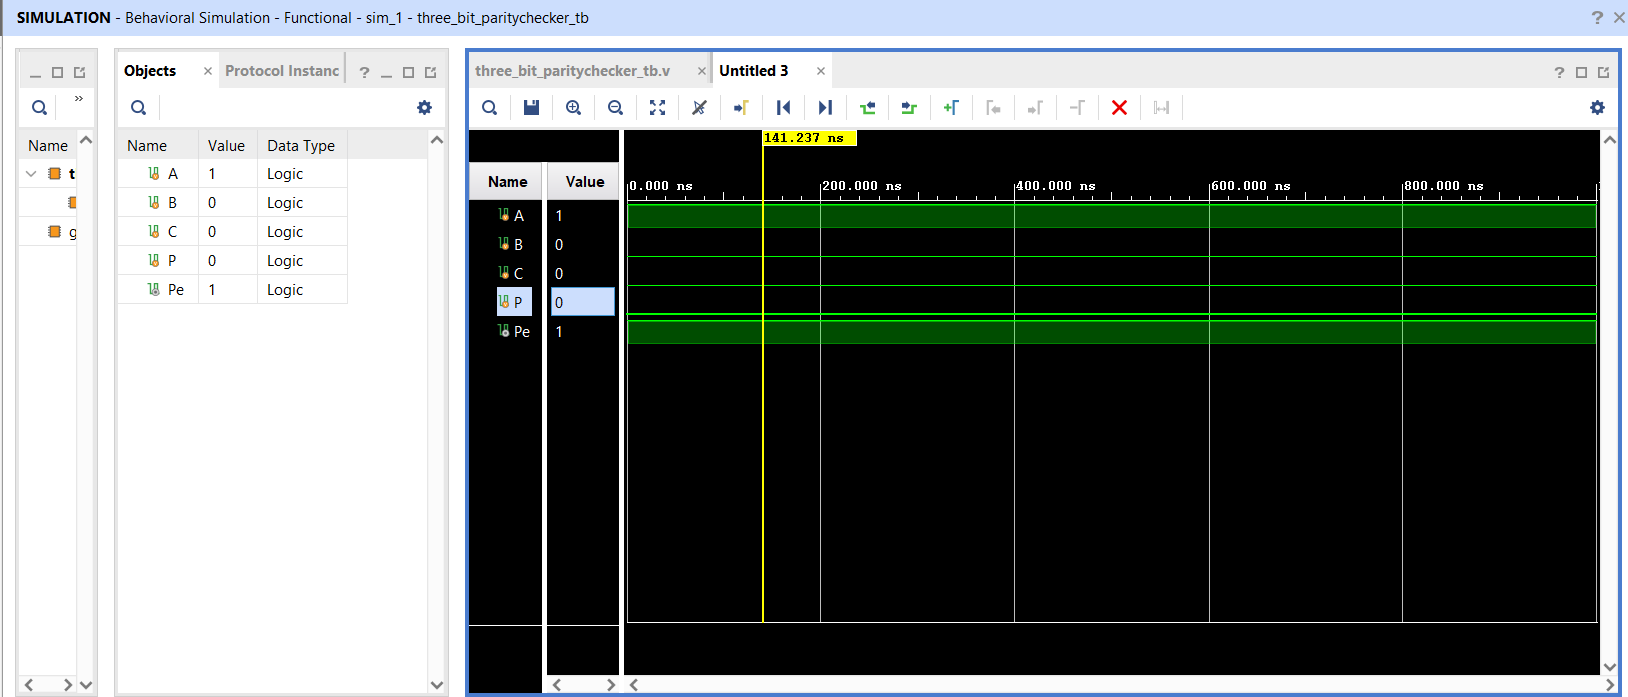 SIMULATION - Behavioral Simulation - Functional - sim_1 - three_bit_paritychecker_tb
Objects
Protocol Instanc
Name
t
g
Name Value Data Type
A 1 Logic
B 0 Logic
C 0 Logic
P 0 Logic
Pe 1 Logic
three_bit_paritychecker_tb.v
Untitled 3
141.237 ns
Name Value
0.000 ns 200.000 ns 400.000 ns 600.000 ns 800.000 ns
A 1
B 0
C 0
P 0
Pe 1